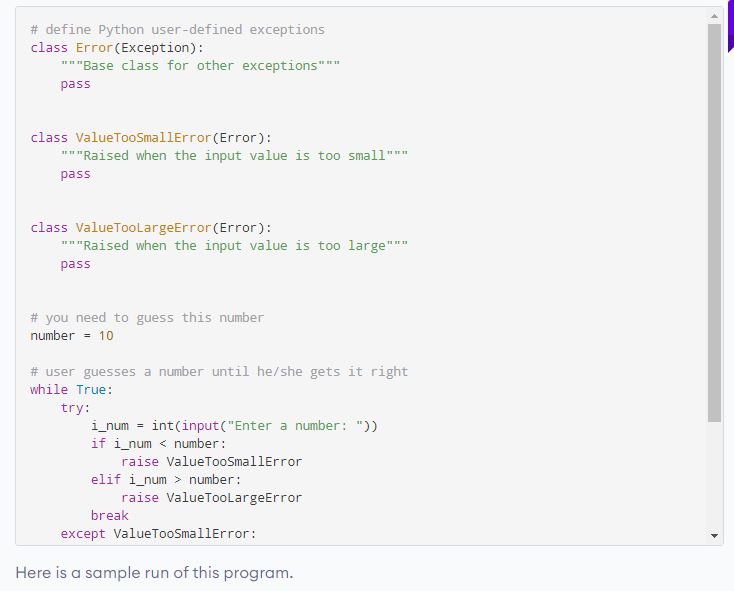 # define Python user-defined exceptions
class Error(Exception):
    """Base class for other exceptions"""
    pass


class ValueTooSmallError(Error):
    """Raised when the input value is too small"""
    pass


class ValueTooLargeError(Error):
    """Raised when the input value is too large"""
    pass


# you need to guess this number
number = 10

# user guesses a number until he/she gets it right
while True:
    try:
        i_num = int(input("Enter a number: "))
        if i_num < number:
            raise ValueTooSmallError
        elif i_num > number:
            raise ValueTooLargeError
        break
    except ValueTooSmallError:
Here is a sample run of this program.